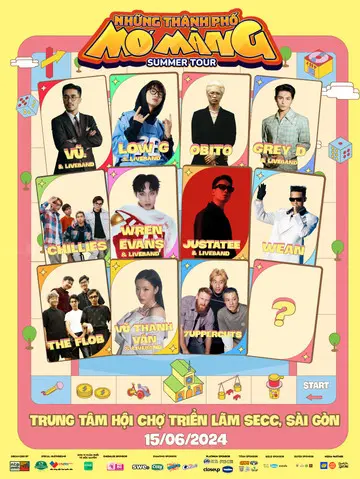 NHỮNG THÀNH PHỐ
MƠ MÀNG
SUMMER TOUR
VŨ.
& LIVEBAND
LOW G
& LIVEBAND
OBITO
GREY D
& LIVEBAND
CHILLIES
WREN
EVANS
& LIVEBAND
JUSTATEE
& LIVEBAND
WEAN
THE FLOB
VŨ THANH
VÂN
& LIVEBAND
7UPPERCUTS
?
START
TRUNG TÂM HỘI CHỢ TRIỂN LÃM SECC, SÀI GÒN
15/06/2024
closeup